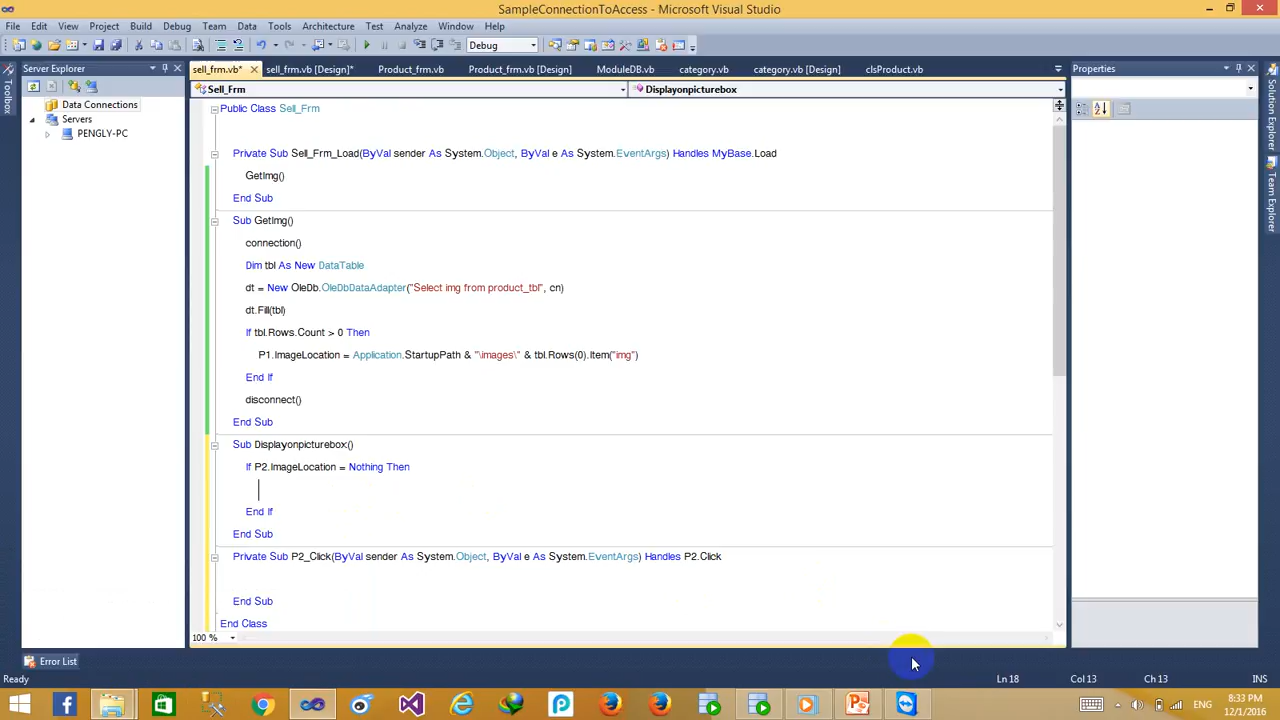 SampleConnectionToAccess - Microsoft Visual Studio
File Edit View Project Build Debug Team Data Tools Architecture Test Analyze Window Help
Debug
Toolbox
Server Explorer
Data Connections
Servers
PENGLY-PC
sell_frm.vb* sell_frm.vb [Design]* Product_frm.vb Product_frm.vb [Design] ModuleDB.vb category.vb category.vb [Design] clsProduct.vb
Sell_Frm Displayonpicturebox
Public Class Sell_Frm
Private Sub Sell_Frm_Load(ByVal sender As System.Object, ByVal e As System.EventArgs) Handles MyBase.Load
GetImg()
End Sub
Sub GetImg()
connection()
Dim tbl As New DataTable
dt = New OleDb.OleDbDataAdapter("Select img from product_tbl", cn)
dt.Fill(tbl)
If tbl.Rows.Count > 0 Then
P1.ImageLocation = Application.StartupPath & "\images\" & tbl.Rows(0).Item("img")
End If
disconnect()
End Sub
Sub Displayonpicturebox()
If P2.ImageLocation = Nothing Then
End If
End Sub
Private Sub P2_Click(ByVal sender As System.Object, ByVal e As System.EventArgs) Handles P2.Click
End Sub
End Class
100 %
Properties
Solution Explorer
Team Explorer
Error List
Ready Ln 18 Col 13 Ch 13 INS
8:33 PM
12/1/2016